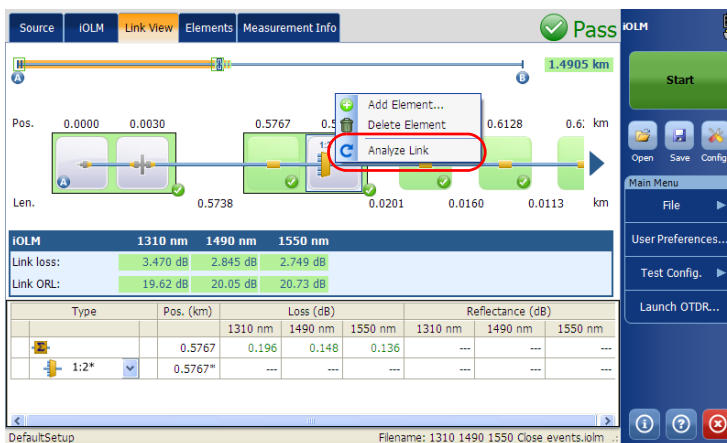 Source iOLM Link View Elements Measurement Info Pass iOLM
A B 1.4905 km
Start
Add Element...
Pos. 0.0000 0.0030 0.5767 0.5 0.6128 0.6: km
Delete Element
Analyze Link
Open Save Config
A
Main Menu
Len. 0.5738 0.0201 0.0160 0.0113 km
File
iOLM 1310 nm 1490 nm 1550 nm
User Preferences...
Link loss: 3.470 dB 2.845 dB 2.749 dB
Test Config.
Link ORL: 19.62 dB 20.05 dB 20.73 dB
Launch OTDR...
Type Pos. (km) Loss (dB) Reflectance (dB)
1310 nm 1490 nm 1550 nm 1310 nm 1490 nm 1550 nm
Σ 0.5767 0.196 0.148 0.136 --- --- ---
1:2* 0.5767* --- --- --- --- --- ---
DefaultSetup Filename: 1310 1490 1550 Close events.iolm